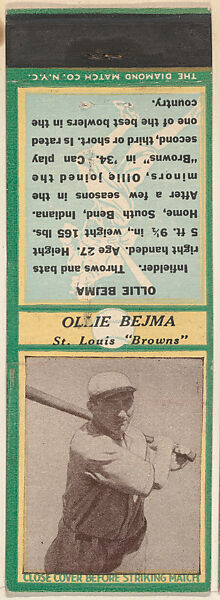 THE DIAMOND MATCH CO. N.Y.C.
OLLIE BEJMA
Infielder. Throws and bats
right handed. Age 27. Height
5 ft. 9½ in., weight 165 lbs.
Home, South Bend, Indiana.
After a few seasons in the
minors, Ollie joined the
"Browns" in '34. Can play
second, third or short. Is rated
one of the best bowlers in the
country.
OLLIE BEJMA
St. Louis "Browns"
CLOSE COVER BEFORE STRIKING MATCH